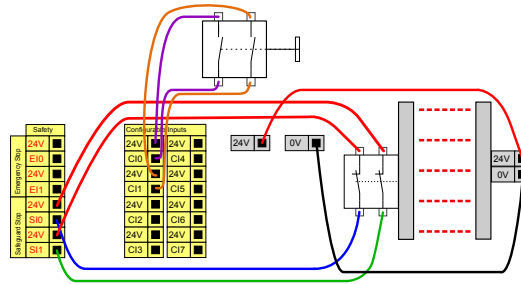 Safety
Emergency Stop
24V
EI0
24V
EI1
Safeguard Stop
24V
SI0
24V
SI1
Configurable Inputs
24V 24V
CI0 CI4
24V 24V
CI1 CI5
24V 24V
CI2 CI6
24V 24V
CI3 CI7
24V 0V
24V
0V